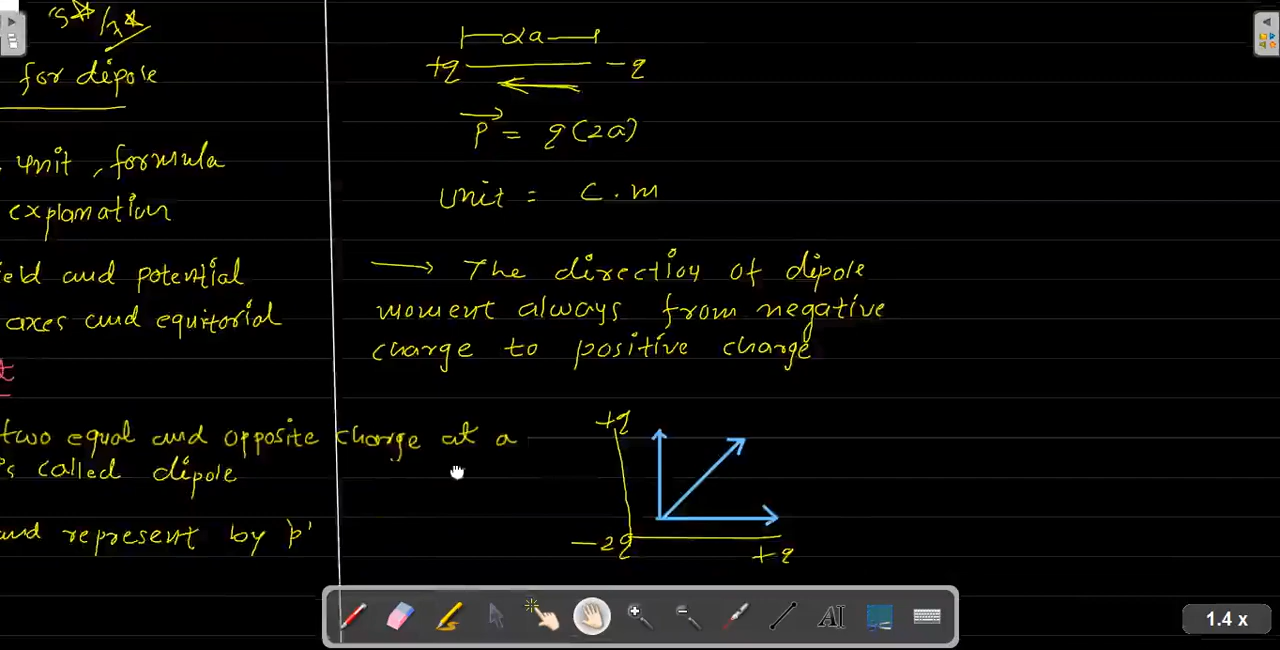 for dipole
unit, formula
explanation
eld and potential
axes and equitorial
two equal and opposite charge at a
s called dipole
and represent by 'p'
2a
+q -q
p = q(2a)
unit = C.m
→ The direction of dipole
moment always from negative
charge to positive charge
+q
-2q
+q
AI
1.4 x